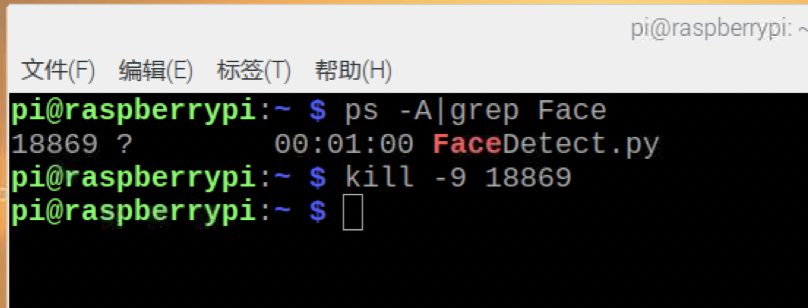 pi@raspberrypi: ~
文件(F) 编辑(E) 标签(T) 帮助(H)
pi@raspberrypi:~ $ ps -A|grep Face
18869 ? 00:01:00 FaceDetect.py
pi@raspberrypi:~ $ kill -9 18869
pi@raspberrypi:~ $